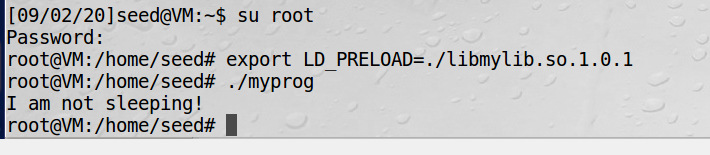 [09/02/20]seed@VM:~$ su root
Password:
root@VM:/home/seed# export LD_PRELOAD=./libmylib.so.1.0.1
root@VM:/home/seed# ./myprog
I am not sleeping!
root@VM:/home/seed#